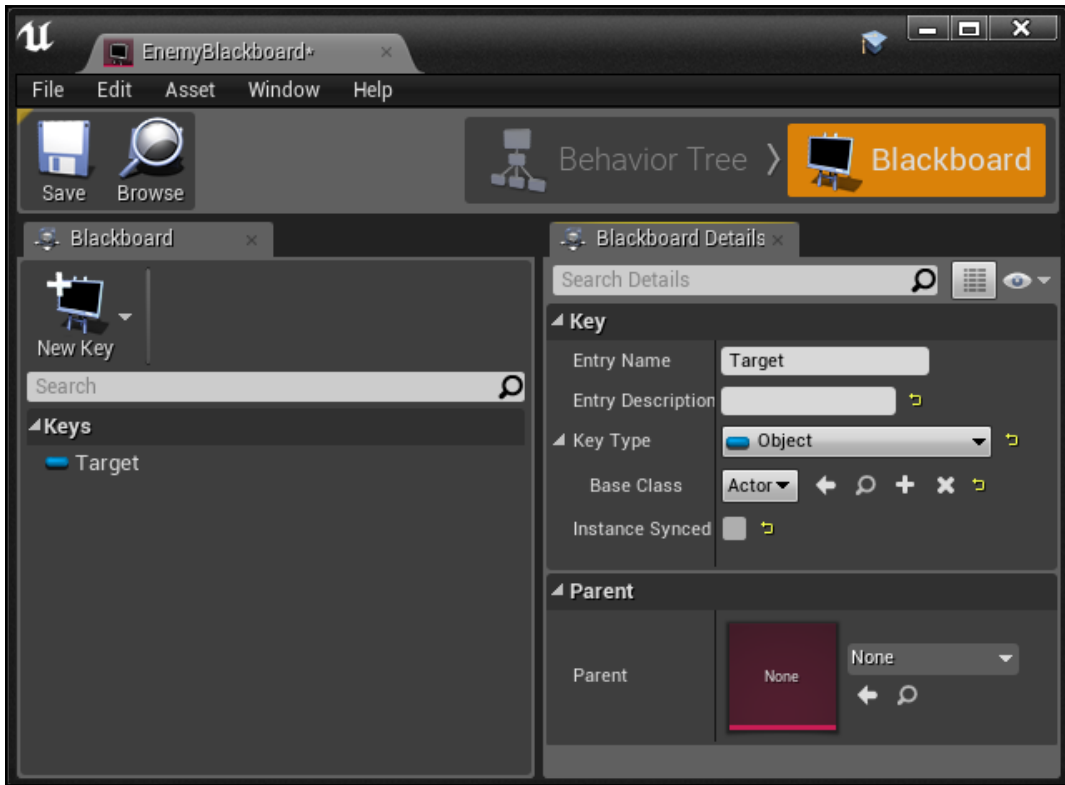 EnemyBlackboard*
File Edit Asset Window Help
Save Browse
Behavior Tree Blackboard
Blackboard
New Key
Search
Keys
Target
Blackboard Details
Search Details
Key
Entry Name Target
Entry Description
Key Type Object
Base Class Actor
Instance Synced
Parent
Parent None None